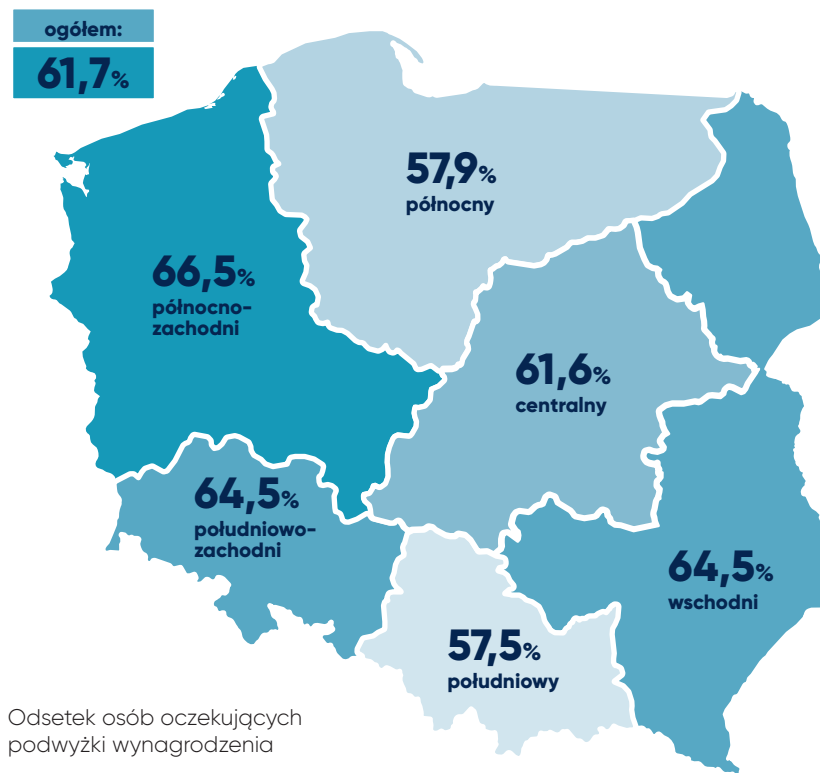 ogółem:
61,7%
57,9%
północny
66,5%
północno-
zachodni
61,6%
centralny
64,5%
południowo-
zachodni
64,5%
wschodni
57,5%
południowy
Odsetek osób oczekujących
podwyżki wynagrodzenia